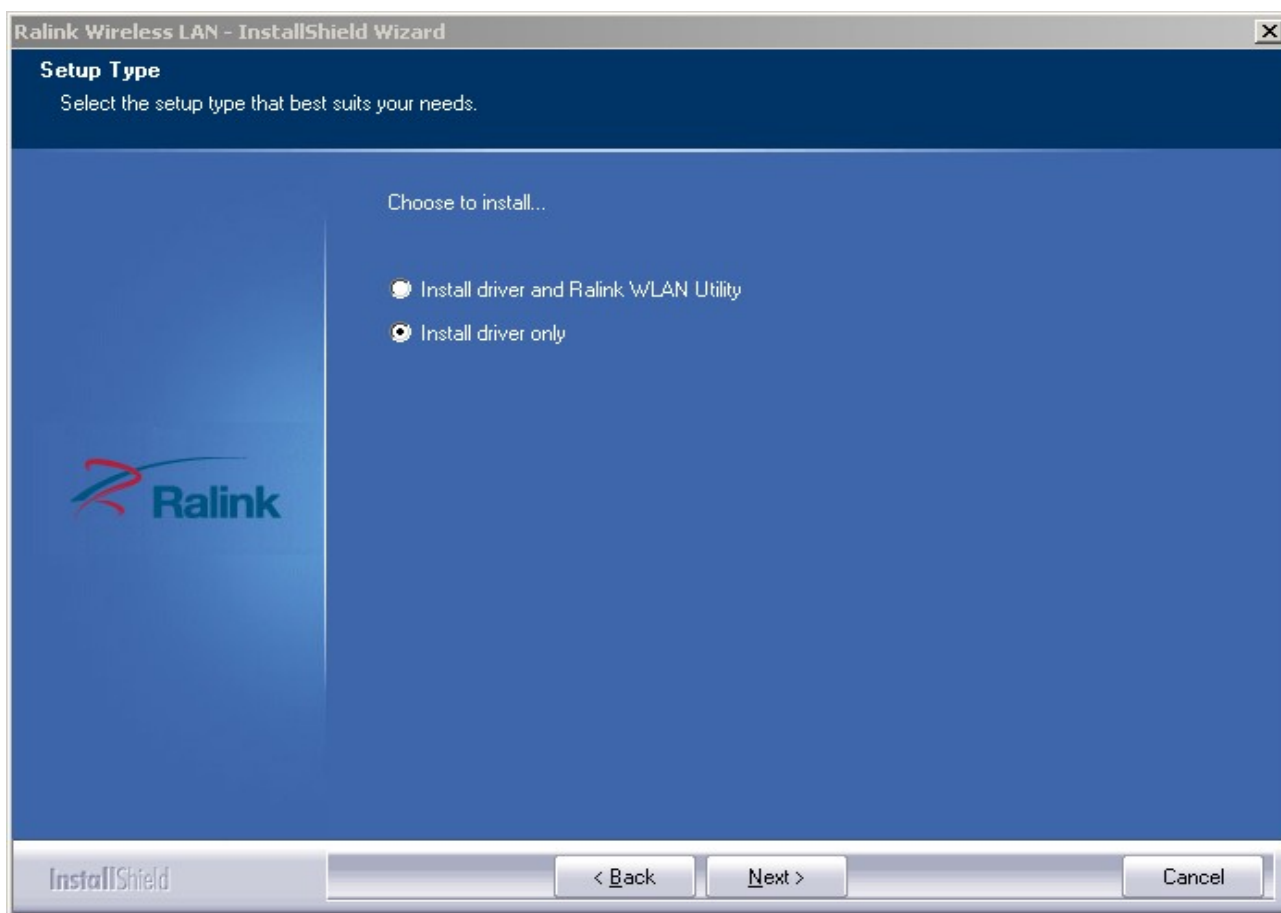 Ralink Wireless LAN - InstallShield Wizard
Setup Type
Select the setup type that best suits your needs.
Choose to install...
Install driver and Ralink WLAN Utility
Install driver only
Ralink
InstallShield
< Back
Next >
Cancel